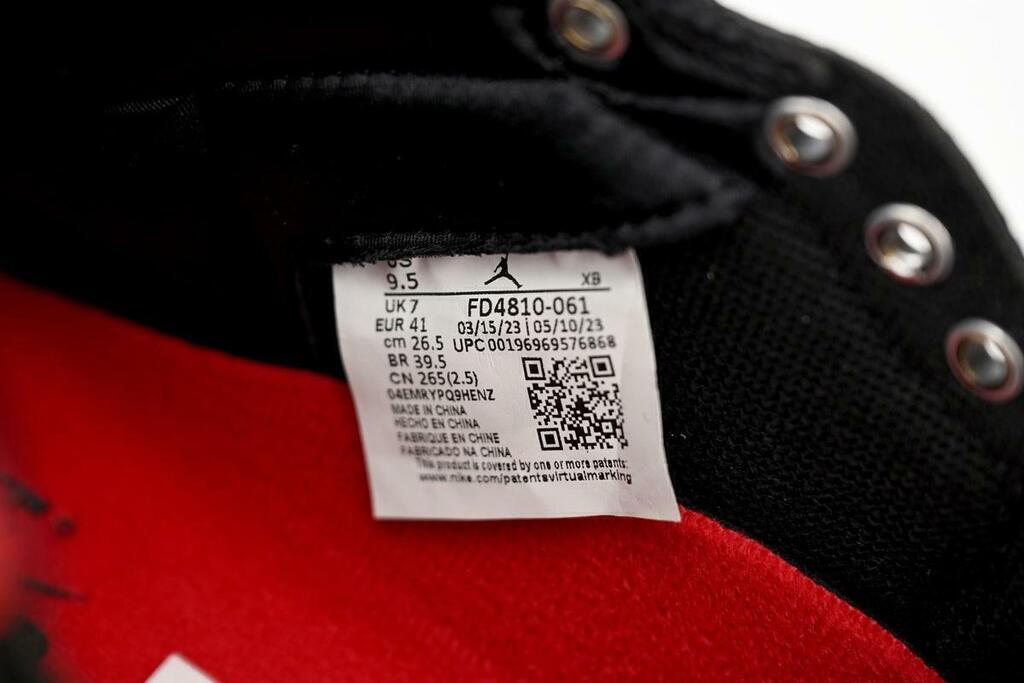 US
9.5 XB
UK 7 FD4810-061
EUR 41 03/15/23 | 05/10/23
cm 26.5 UPC 00196969576868
BR 39.5
CN 265(2.5)
04EMRYPQ9HENZ
MADE IN CHINA
HECHO EN CHINA
FABRIQUE EN CHINE
FABRICADO NA CHINA
This product is covered by one or more patents:
www.nike.com/patentsvirtualmarking